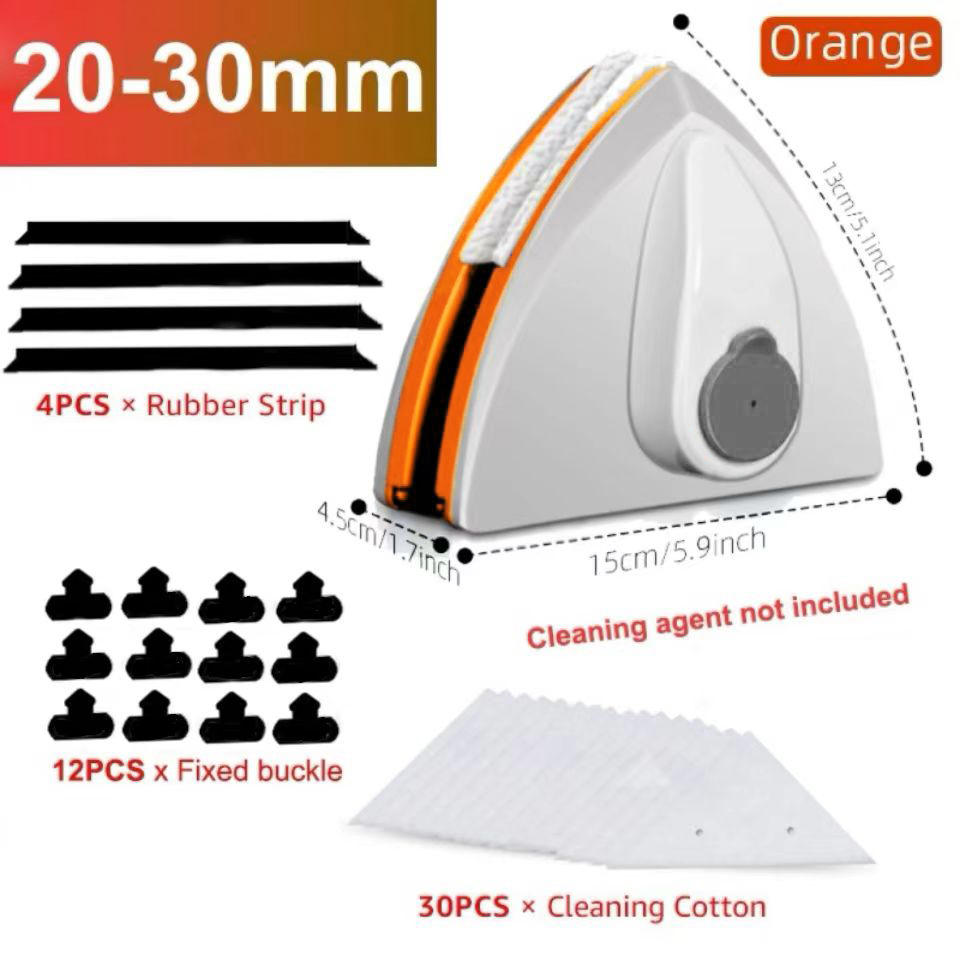 20-30mm
Orange
13cm/5.1inch
4PCS × Rubber Strip
4.5cm/1.7inch
15cm/5.9inch
Cleaning agent not included
12PCS x Fixed buckle
30PCS × Cleaning Cotton